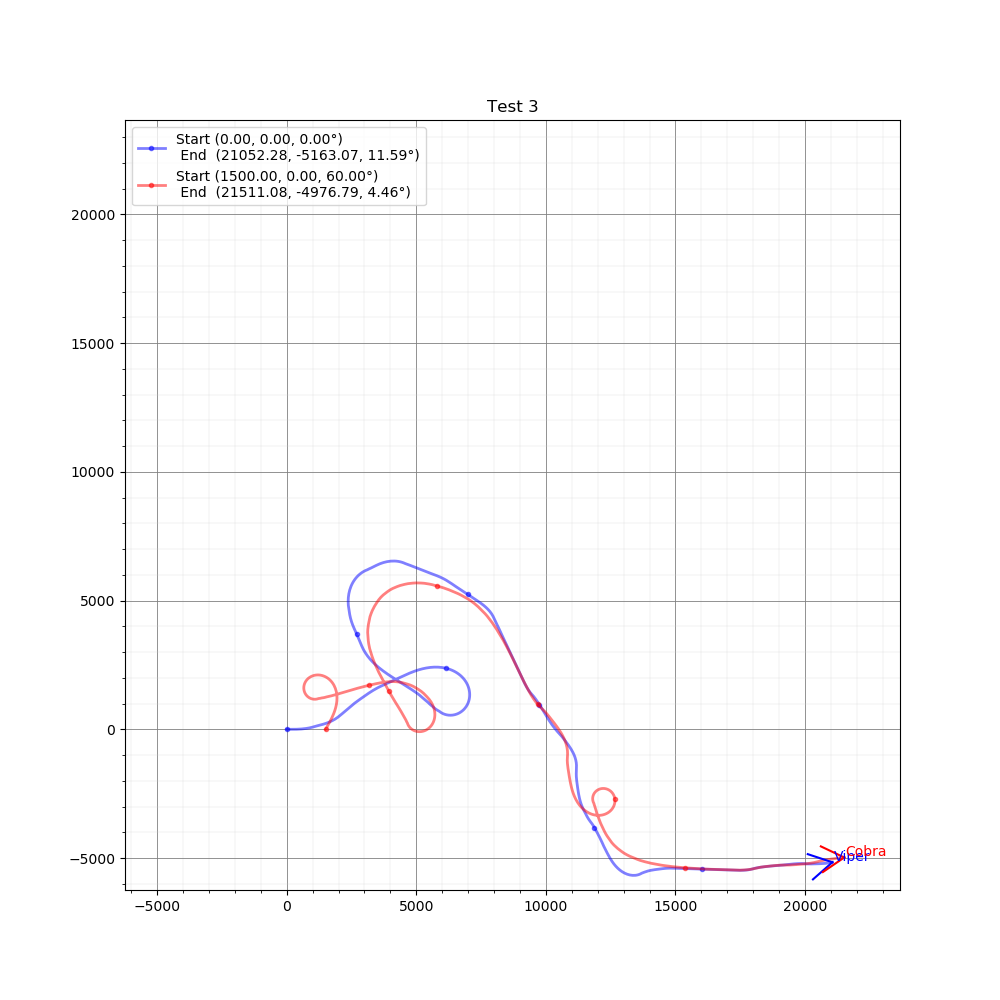 Test 3
Start (0.00, 0.00, 0.00°)
End  (21052.28, -5163.07, 11.59°)
Start (1500.00, 0.00, 60.00°)
End  (21511.08, -4976.79, 4.46°)
20000
15000
10000
5000
0
−5000
Cobra
Viper
−5000
0
5000
10000
15000
20000